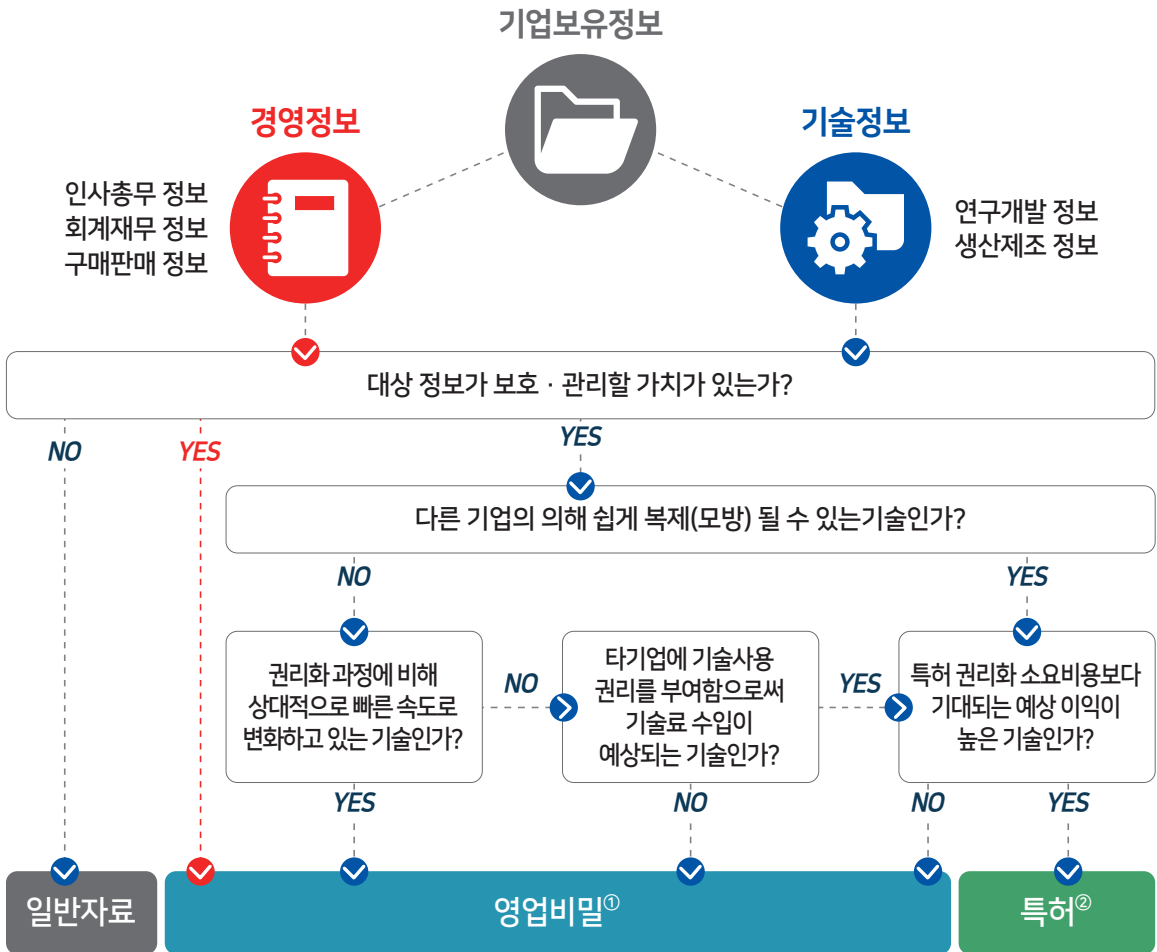 기업보유정보
경영정보
기술정보
인사총무 정보
회계재무 정보
구매판매 정보
연구개발 정보
생산제조 정보
대상 정보가 보호 · 관리할 가치가 있는가?
NO
YES
YES
다른 기업의 의해 쉽게 복제(모방) 될 수 있는기술인가?
NO
YES
권리화 과정에 비해
상대적으로 빠른 속도로
변화하고 있는 기술인가?
NO
타기업에 기술사용
권리를 부여함으로써
기술료 수입이
예상되는 기술인가?
YES
특허 권리화 소요비용보다
기대되는 예상 이익이
높은 기술인가?
YES
NO
NO
YES
일반자료
영업비밀①
특허②